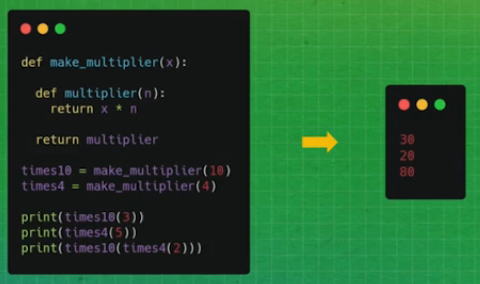 def make_multiplier(x):
  def multiplier(n):
    return x * n
  return multiplier
times10 = make_multiplier(10)
times4 = make_multiplier(4)
print(times10(3))
print(times4(5))
print(times10(times4(2)))
30
20
80